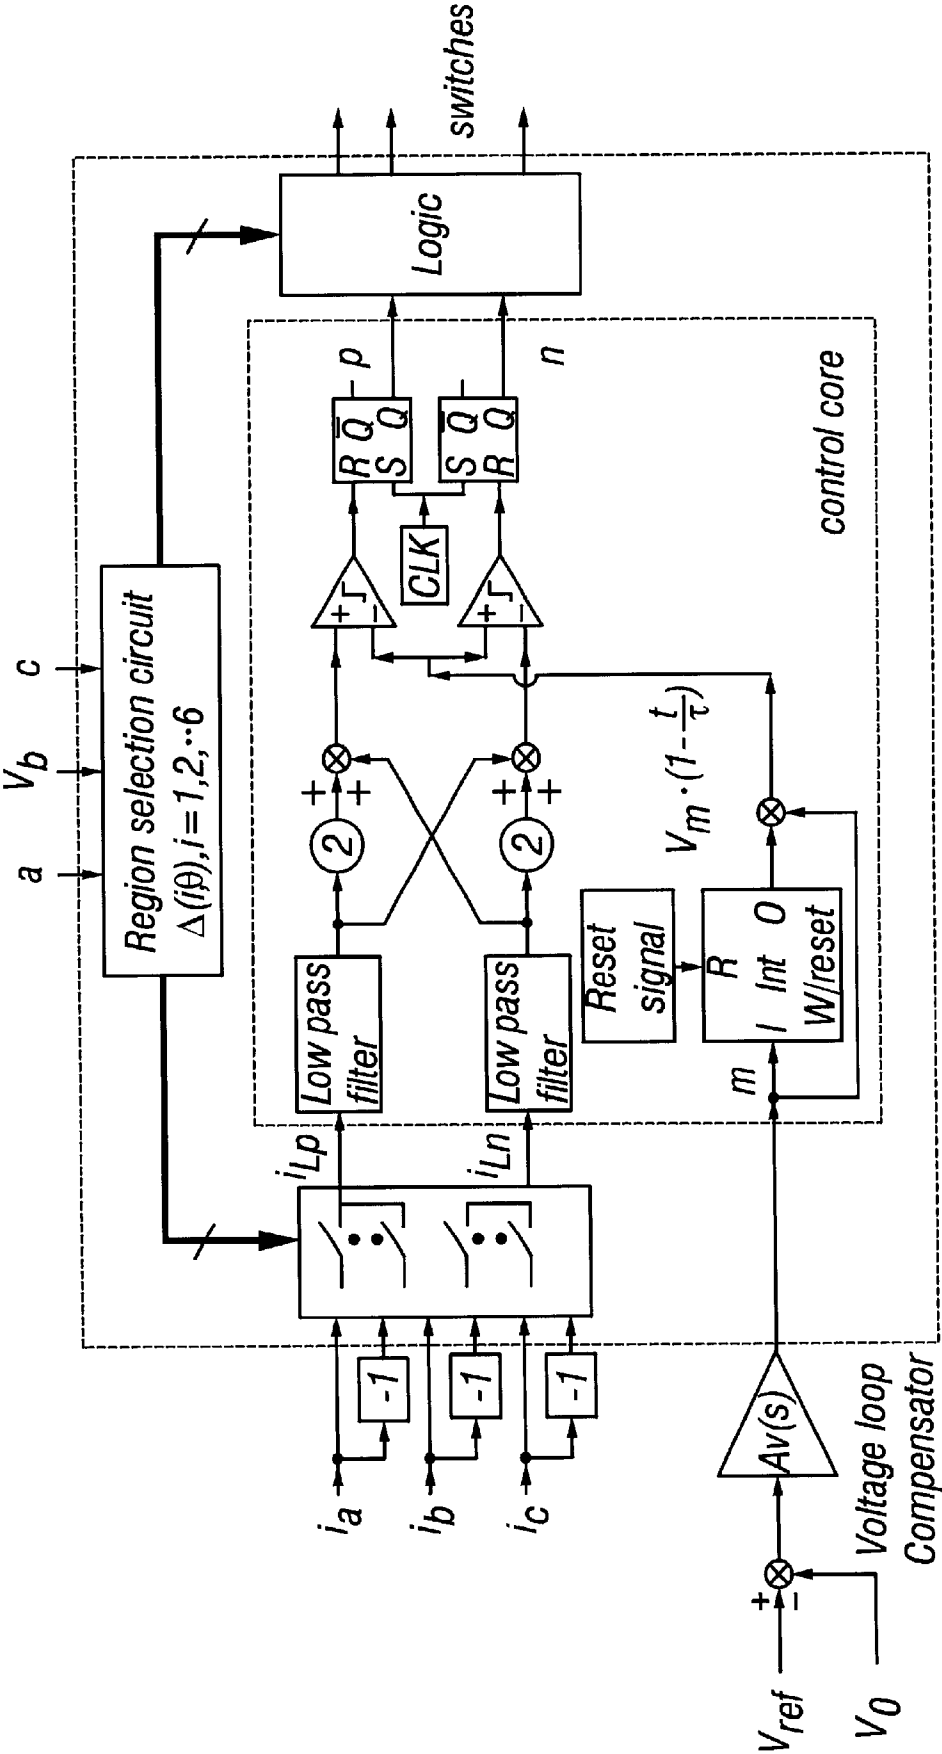 a
V_b
c
Region selection circuit
Δ(iθ), i = 1,2,··6
i_a
i_b
i_c
-1
-1
-1
i_Lp
i_Ln
Low pass
filter
Low pass
filter
2
2
+
+
+
+
+
-
+
-
CLK
R Q̅
S Q
S Q̅
R Q
p
n
Logic
switches
control core
Reset
signal
R
I Int O
W/reset
m
V_m·(1-t/τ)
V_ref
V_0
+
-
Av(s)
Voltage loop
Compensator